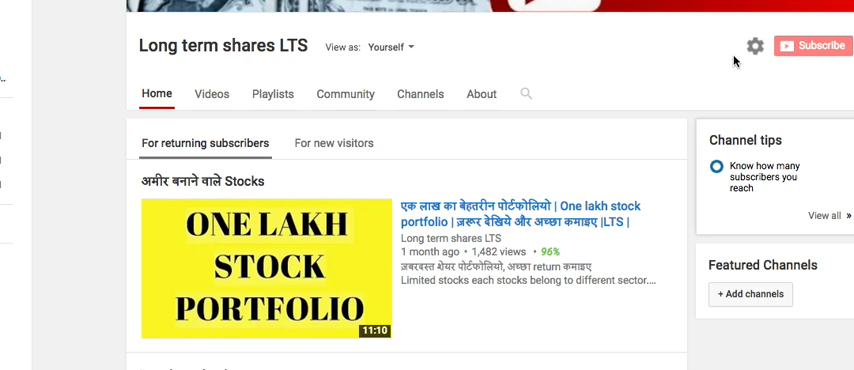 Long term shares LTS
View as: Yourself
Subscribe
Home Videos Playlists Community Channels About
For returning subscribers For new visitors
अमीर बनाने वाले Stocks
ONE LAKH
STOCK
PORTFOLIO
11:10
एक लाख का बेहतरीन पोर्टफोलियो | One lakh stock
portfolio | ज़रूर देखिये और अच्छा कमाइए |LTS |
Long term shares LTS
1 month ago • 1,482 views • 96%
ज़बरदस्त शेयर पोर्टफोलियो, अच्छा return कमाइए
Limited stocks each stocks belong to different sector....
Channel tips
Know how many
subscribers you
reach
View all »
Featured Channels
+ Add channels